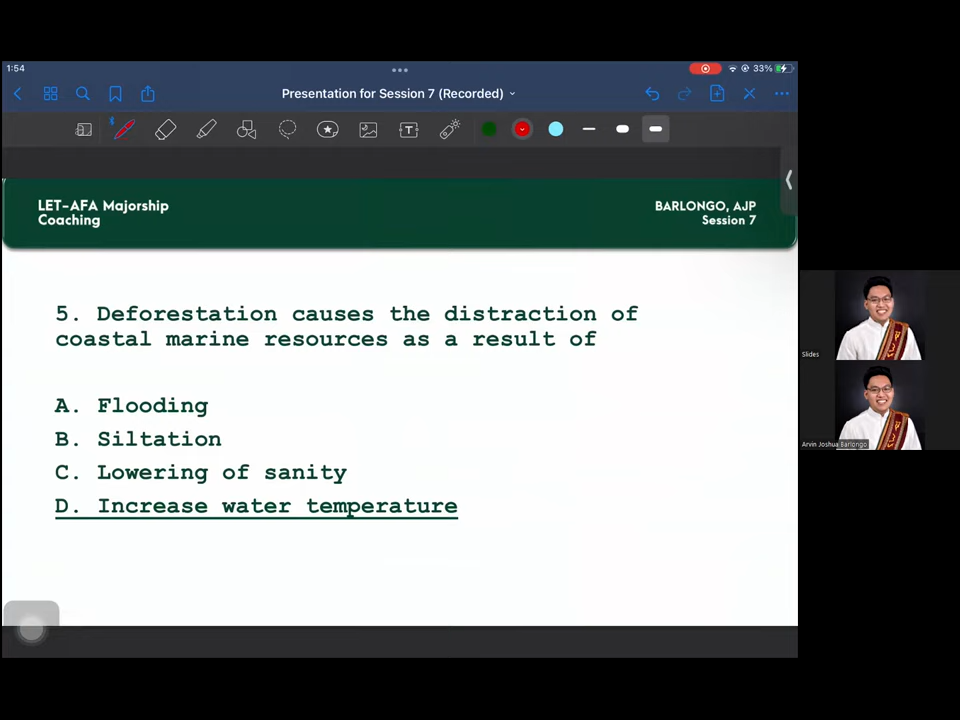 1:54
33%
Presentation for Session 7 (Recorded)
LET-AFA Majorship
Coaching
BARLONGO, AJP
Session 7
5. Deforestation causes the distraction of
coastal marine resources as a result of
A. Flooding
B. Siltation
C. Lowering of sanity
D. Increase water temperature
Slides
Arvin Joshua Barlongo